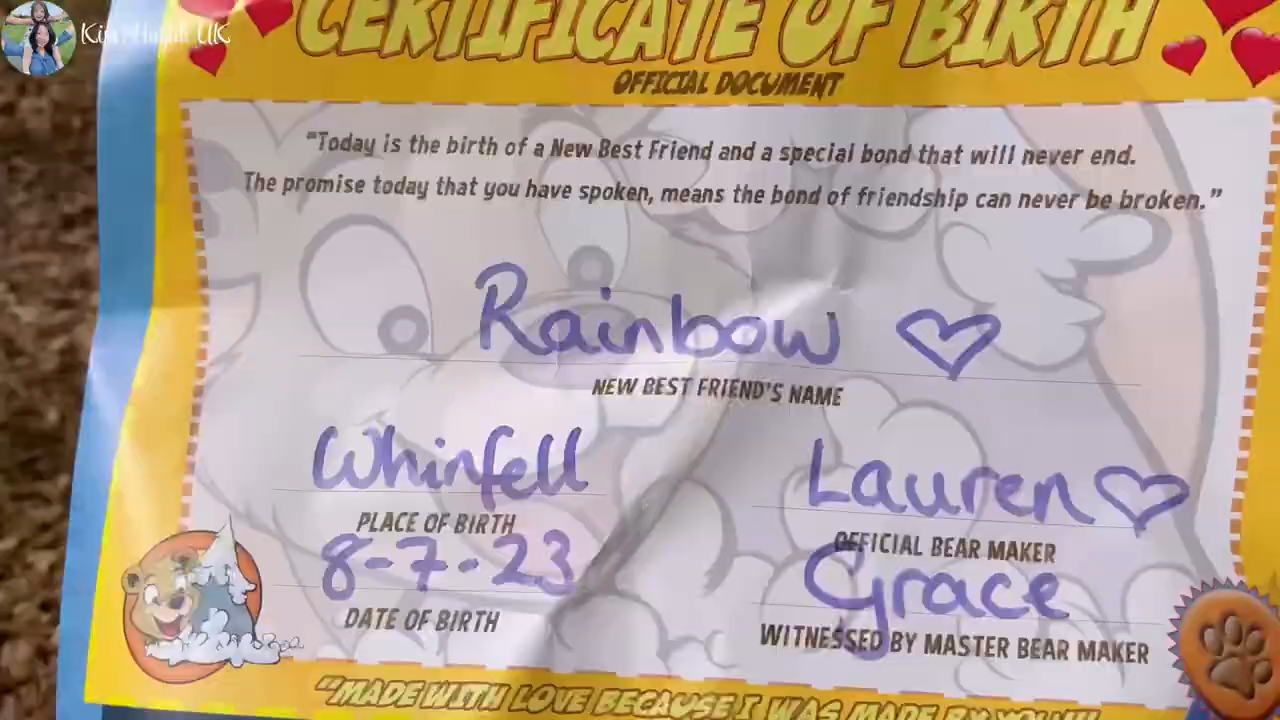 CERTIFICATE OF BIRTH
OFFICIAL DOCUMENT
"Today is the birth of a New Best Friend and a special bond that will never end.
The promise today that you have spoken, means the bond of friendship can never be broken."
Rainbow
NEW BEST FRIEND'S NAME
Whinfell
PLACE OF BIRTH
8-7-23
DATE OF BIRTH
Lauren
OFFICIAL BEAR MAKER
Grace
WITNESSED BY MASTER BEAR MAKER
"MADE WITH LOVE BECAUSE I WAS MADE BY YOU!"
UK